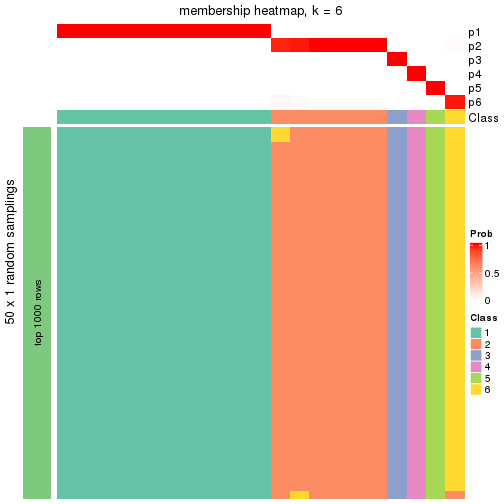 membership heatmap, k = 6
p1
p2
p3
p4
p5
p6
Class
50 x 1 random samplings
top 1000 rows
Prob
1
0.5
0
Class
1
2
3
4
5
6